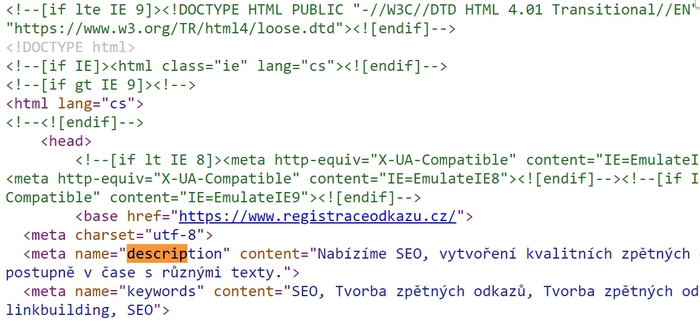 <!--[if lte IE 9]><!DOCTYPE HTML PUBLIC "-//W3C//DTD HTML 4.01 Transitional//EN"
"https://www.w3.org/TR/html4/loose.dtd"><![endif]-->
<!DOCTYPE html>
<!--[if IE]><html class="ie" lang="cs"><![endif]-->
<!--[if gt IE 9]><!-->
<html lang="cs">
<!--<![endif]-->
<head>
<!--[if lt IE 8]><meta http-equiv="X-UA-Compatible" content="IE=EmulateI
<meta http-equiv="X-UA-Compatible" content="IE=EmulateIE8"><![endif]--><!--[if I
Compatible" content="IE=EmulateIE9"><![endif]-->
<base href="https://www.registraceodkazu.cz/">
<meta charset="utf-8">
<meta name="description" content="Nabízíme SEO, vytvoření kvalitních zpětných o
postupně v čase s různými texty.">
<meta name="keywords" content="SEO, Tvorba zpětných odkazů, Tvorba zpětných od
linkbuilding, SEO">